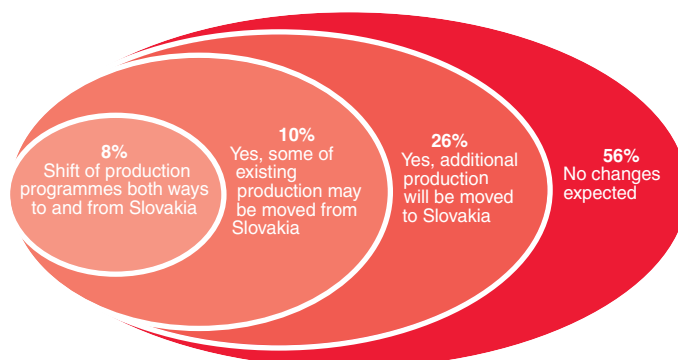 8%
Shift of production
programmes both ways
to and from Slovakia
10%
Yes, some of
existing
production may
be moved from
Slovakia
26%
Yes, additional
production
will be moved
to Slovakia
56%
No changes
expected